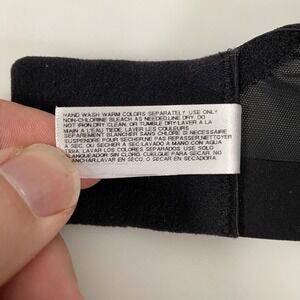 HAND WASH WARM COLORS SEPARATELY USE ONLY
NON-CHLORINE BLEACH AS NEEDED.LINE DRY. DO
NOT IRON,DRY CLEAN, OR TUMBLE DRY-LAVER A LA
MAIN A L'EAU TIEDE. LAVER LES COULEURS
SEPAREMENT BLANCHIER SANS CHLORE SI NECESSAIRE
SUSPENDRE POUR SECHER.NE PAS REPASSER,NETTOYER
A SEC, OU SECHER A SEC-LAVAR A MANO CON AGUA
TIBIA. LAVAR LOS COLORES SEPARADOS USE SOLO
BLANQUEADOR SIN CLORO. CUELGUE PARA SECAR. NO
PLANCHAR,LAVAR EN SECO, O SECAR EN SECADORA.